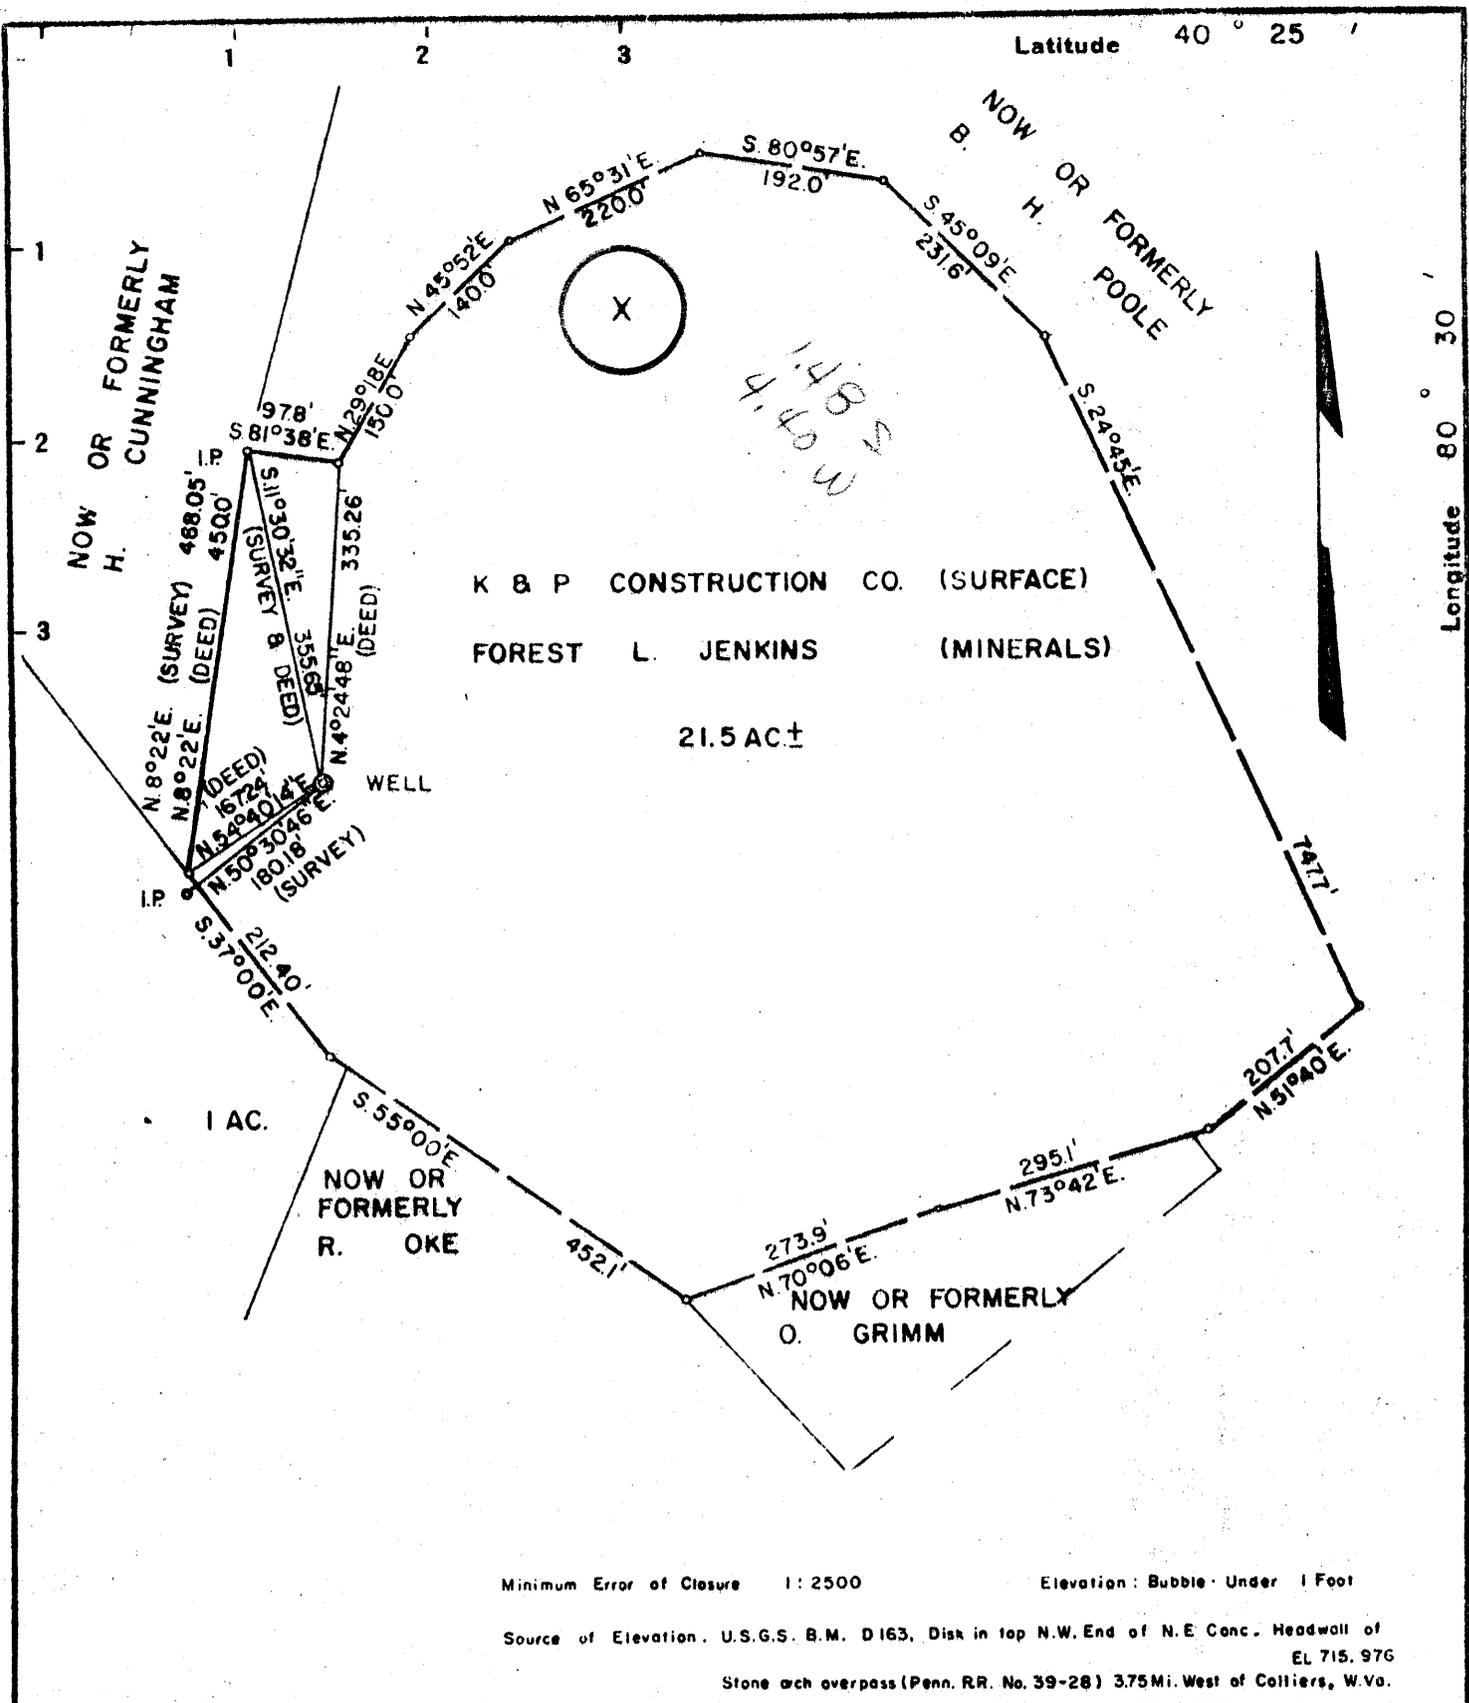 Latitude 40 ° 25 '
1 2 3
1
2
3
Longitude 80 ° 30 '
NOW OR FORMERLY
B. H. POOLE
S. 80°57'E.
192.0'
N 65°31'E.
220.0'
S. 45°09'E
231.6'
N. 45°52'E
140.0'
X
1.48 S
4.40 W
NOW OR FORMERLY
H. CUNNINGHAM
N. 29°18E
150.0'
97.8'
S. 81°38'E.
I.P.
S. 24°45'E.
747.7'
N. 8°22'E. (SURVEY) 468.05'
N. 8°22'E. (DEED) 450.0'
S. 11°30'32"E. 355.65'
(SURVEY & DEED)
335.26'
N. 4°24'48"E.
(DEED)
K & P CONSTRUCTION CO. (SURFACE)
FOREST L. JENKINS (MINERALS)
21.5 AC.±
WELL
(DEED)
167.24'
N. 54°40'14"E.
N. 50°30'46"E.
180.18'
(SURVEY)
I.P.
212.40'
S. 37°00'E.
207.7'
N. 51°40'E.
1 AC.
S. 55°00'E
452.1'
295.1'
N. 73°42'E.
273.9'
N. 70°06'E.
NOW OR
FORMERLY
R. OKE
NOW OR FORMERLY
O. GRIMM
Minimum Error of Closure 1 : 2500
Elevation : Bubble · Under 1 Foot
Source of Elevation. U.S.G.S. B.M. D 163, Disk in top N.W. End of N.E Conc. Headwall of
EL 715.976
Stone arch overpass (Penn. RR. No. 39-28) 3.75 Mi. West of Colliers, W.Va.